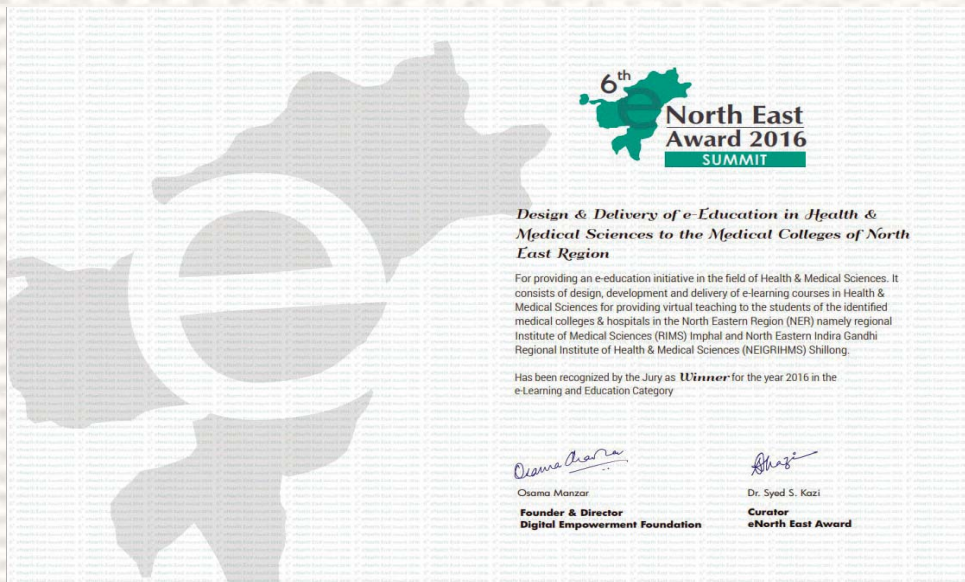 6th
e North East
Award 2016
SUMMIT
Design & Delivery of e-Education in Health &
Medical Sciences to the Medical Colleges of North
East Region
For providing an e-education initiative in the field of Health & Medical Sciences. It
consists of design, development and delivery of e-learning courses in Health &
Medical Sciences for providing virtual teaching to the students of the identified
medical colleges & hospitals in the North Eastern Region (NER) namely regional
Institute of Medical Sciences (RIMS) Imphal and North Eastern Indira Gandhi
Regional Institute of Health & Medical Sciences (NEIGRIHMS) Shillong.
Has been recognized by the Jury as Winner for the year 2016 in the
e-Learning and Education Category
Osama Manzar
Founder & Director
Digital Empowerment Foundation
Dr. Syed S. Kazi
Curator
eNorth East Award